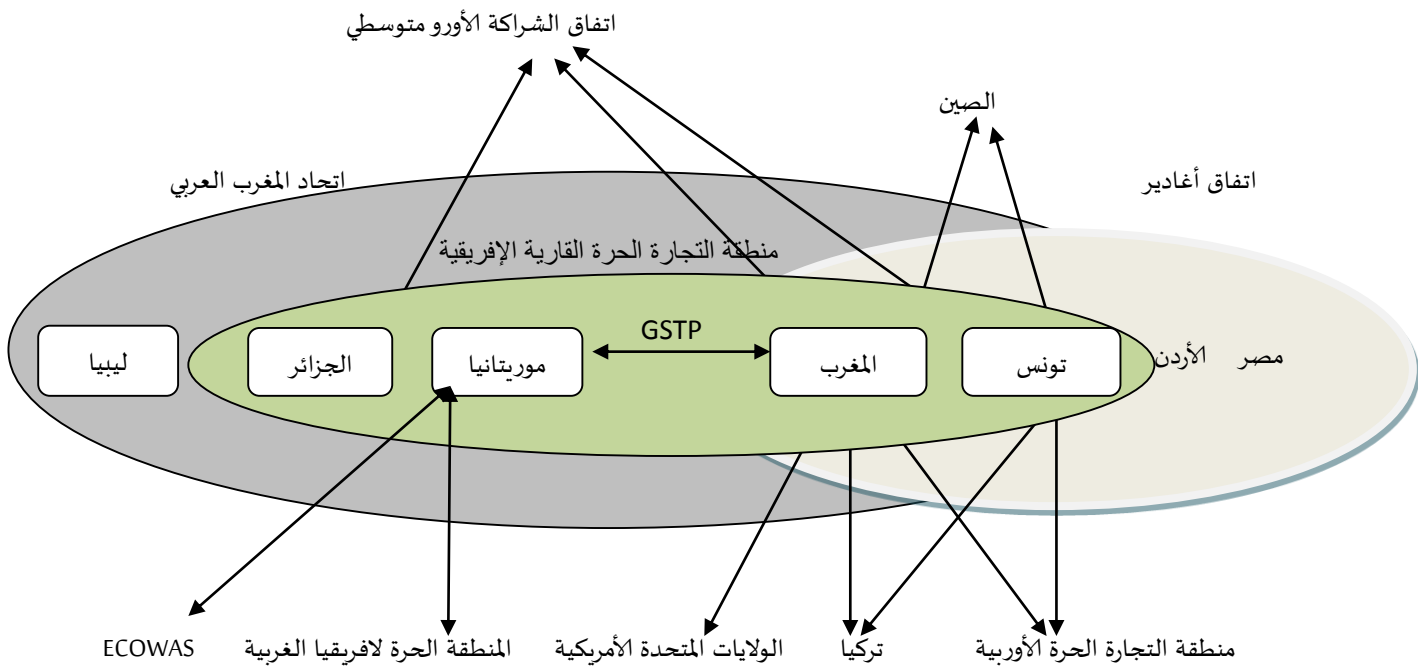 اتفاق الشراكة الأورو متوسطي
الصين
اتفاق أغادير
اتحاد المغرب العربي
منطقة التجارة الحرة القارية الإفريقية
GSTP
مصر الأردن
تونس
المغرب
موريتانيا
الجزائر
ليبيا
منطقة التجارة الحرة الأوربية
تركيا
الولايات المتحدة الأمريكية
المنطقة الحرة لافريقيا الغربية
ECOWAS